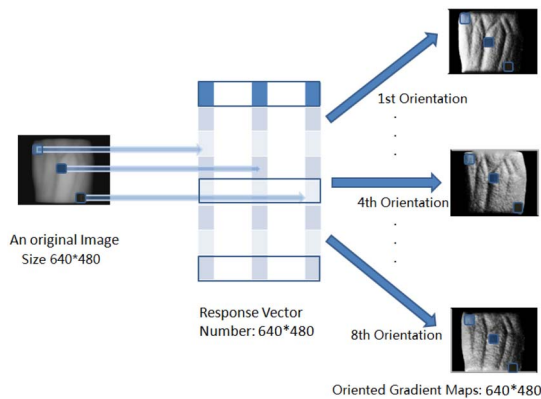 1st Orientation
.
.
.
4th Orientation
.
.
.
An original Image
Size 640*480
Response Vector
Number: 640*480
8th Orientation
Oriented Gradient Maps: 640*480